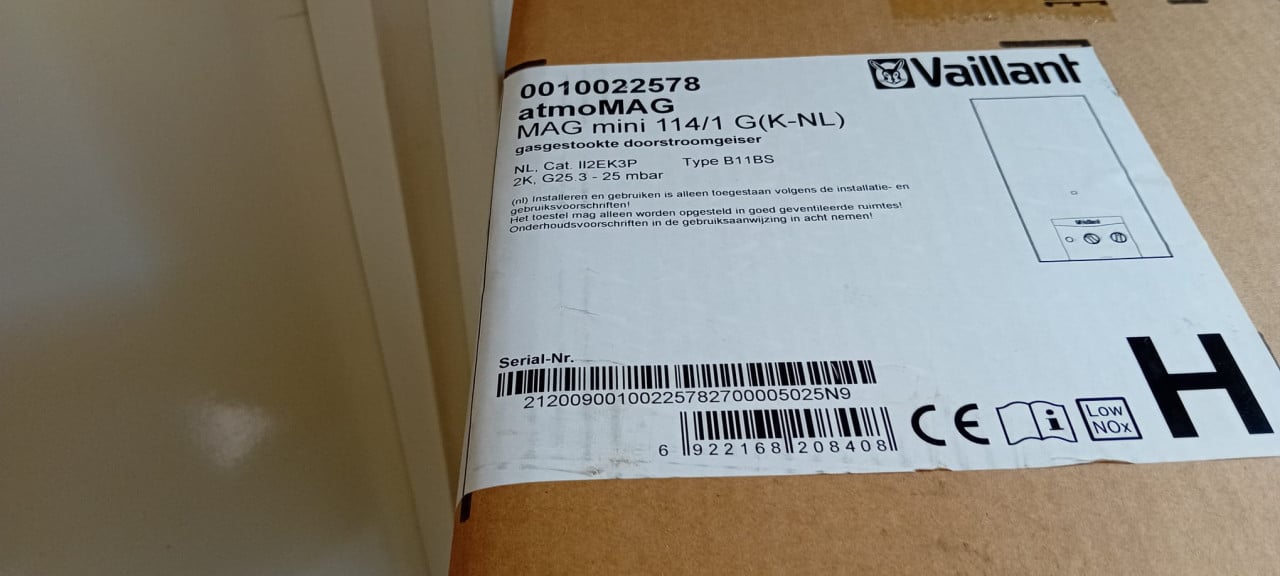 0010022578
Vaillant
atmoMAG
MAG mini 114/1 G(K-NL)
gasgestookte doorstroomgeiser
NL, Cat. II2EK3P Type B11BS
2K, G25.3 - 25 mbar
(nl) Installeren en gebruiken is alleen toegestaan volgens de installatie- en
gebruiksvoorschriften!
Het toestel mag alleen worden opgesteld in goed geventileerde ruimtes!
Onderhoudsvoorschriften in de gebruiksaanwijzing in acht nemen!
Vaillant
Serial-Nr.
21200900100225782700005025N9
6 922168 208408
CE
i
LOW
NOx
H